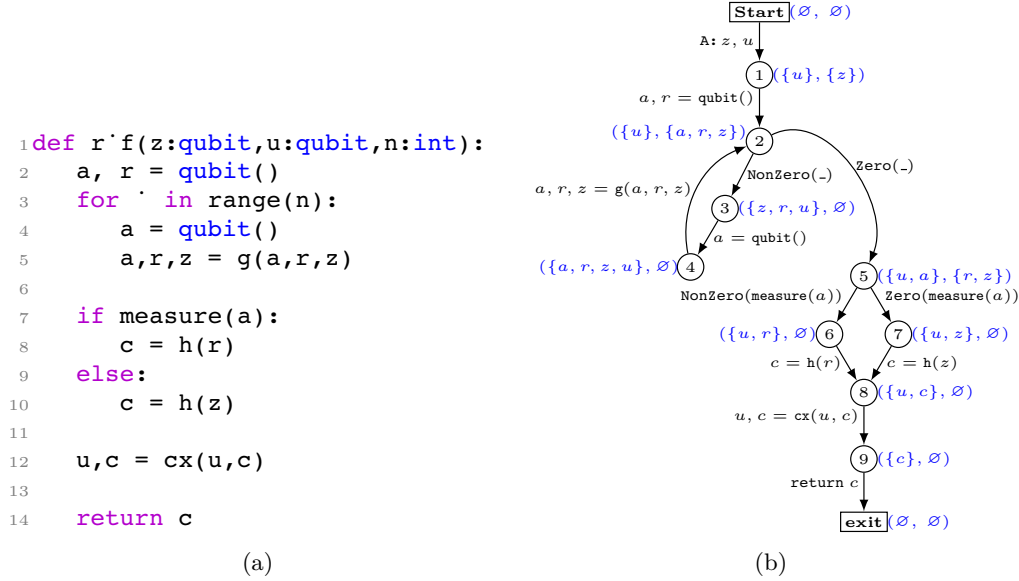 1 def r˙f(z:qubit,u:qubit,n:int):
2 a, r = qubit()
3 for ˙ in range(n):
4 a = qubit()
5 a,r,z = g(a,r,z)
6
7 if measure(a):
8 c = h(r)
9 else:
10 c = h(z)
11
12 u,c = cx(u,c)
13
14 return c
(a)
Start (∅, ∅)
A: z, u
1 ({u}, {z})
a, r = qubit()
({u}, {a, r, z}) 2
NonZero(_)
Zero(_)
a, r, z = g(a, r, z)
3 ({z, r, u}, ∅)
a = qubit()
({a, r, z, u}, ∅) 4
5 ({u, a}, {r, z})
NonZero(measure(a)) Zero(measure(a))
({u, r}, ∅) 6 7 ({u, z}, ∅)
c = h(r) c = h(z)
8 ({u, c}, ∅)
u, c = cx(u, c)
9 ({c}, ∅)
return c
exit (∅, ∅)
(b)